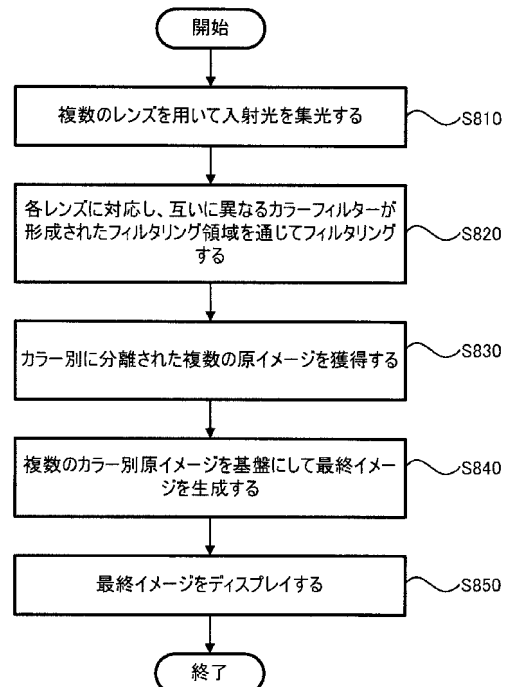 開始
複数のレンズを用いて入射光を集光する
S810
各レンズに対応し、互いに異なるカラーフィルターが
形成されたフィルタリング領域を通じてフィルタリング
する
S820
カラー別に分離された複数の原イメージを獲得する
S830
複数のカラー別原イメージを基盤にして最終イメー
ジを生成する
S840
最終イメージをディスプレイする
S850
終了